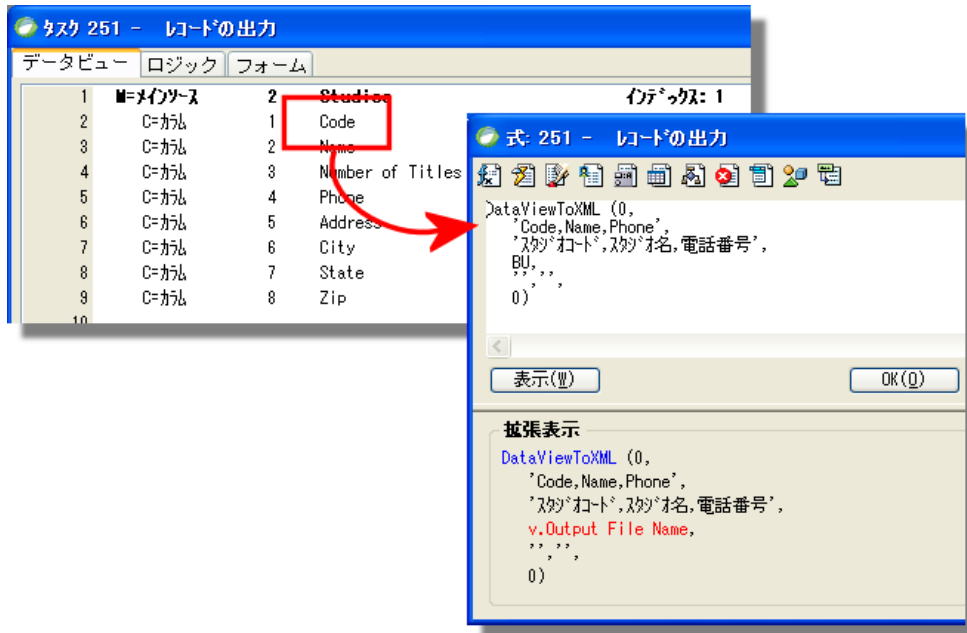 タスク 251 - レコードの出力
データビュー ロジック フォーム
1 M=メインソース 2 Studios インデックス: 1
2 C=カラム 1 Code
3 C=カラム 2 Name
4 C=カラム 3 Number of Titles
5 C=カラム 4 Phone
6 C=カラム 5 Address
7 C=カラム 6 City
8 C=カラム 7 State
9 C=カラム 8 Zip
10
式: 251 - レコードの出力
DataViewToXML (0,
'Code,Name,Phone',
'スタジオコード,スタジオ名,電話番号',
BU,
'','',
0)
表示(W) OK(O)
拡張表示
DataViewToXML (0,
'Code,Name,Phone',
'スタジオコード,スタジオ名,電話番号',
v.Output File Name,
'','',
0)